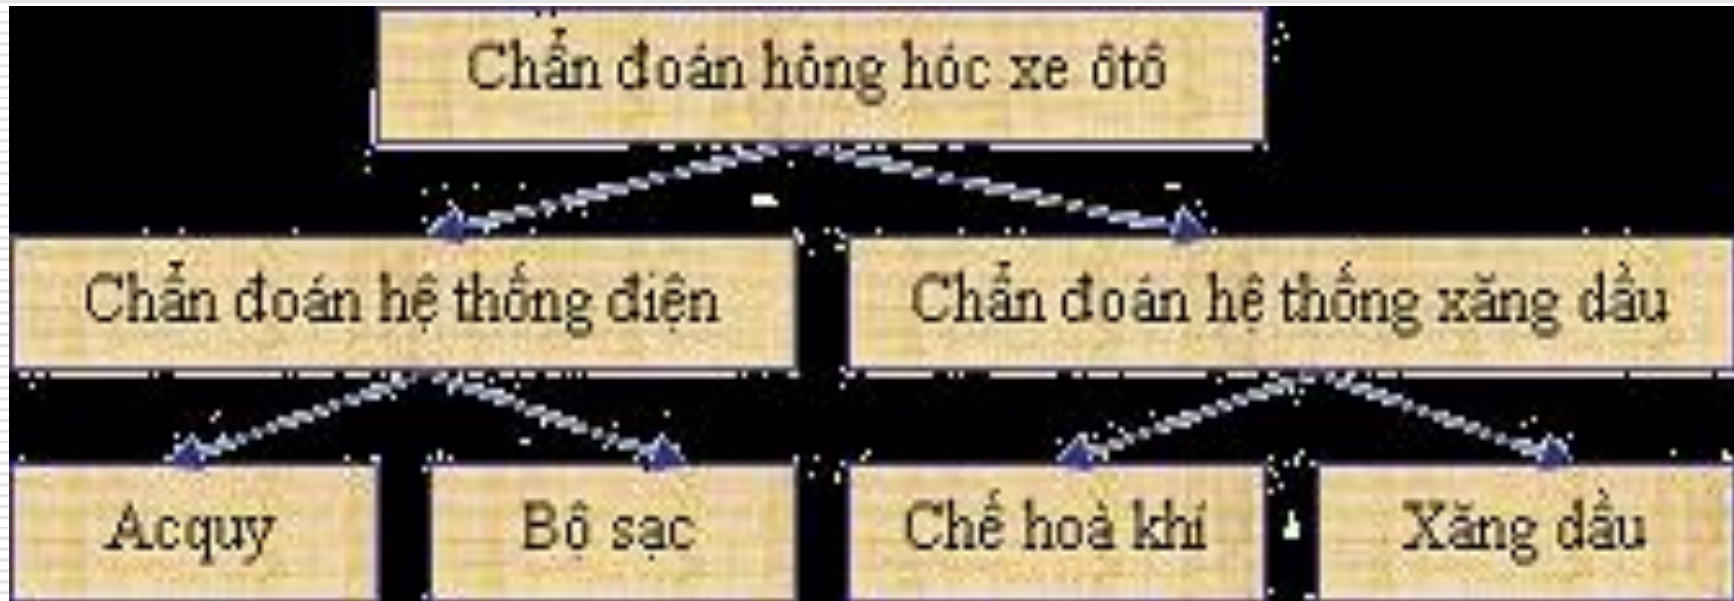 Chẩn đoán hỏng hóc xe ôtô
Chẩn đoán hệ thống điện
Chẩn đoán hệ thống xăng dầu
Acquy
Bộ sạc
Chế hoà khí
Xăng dầu